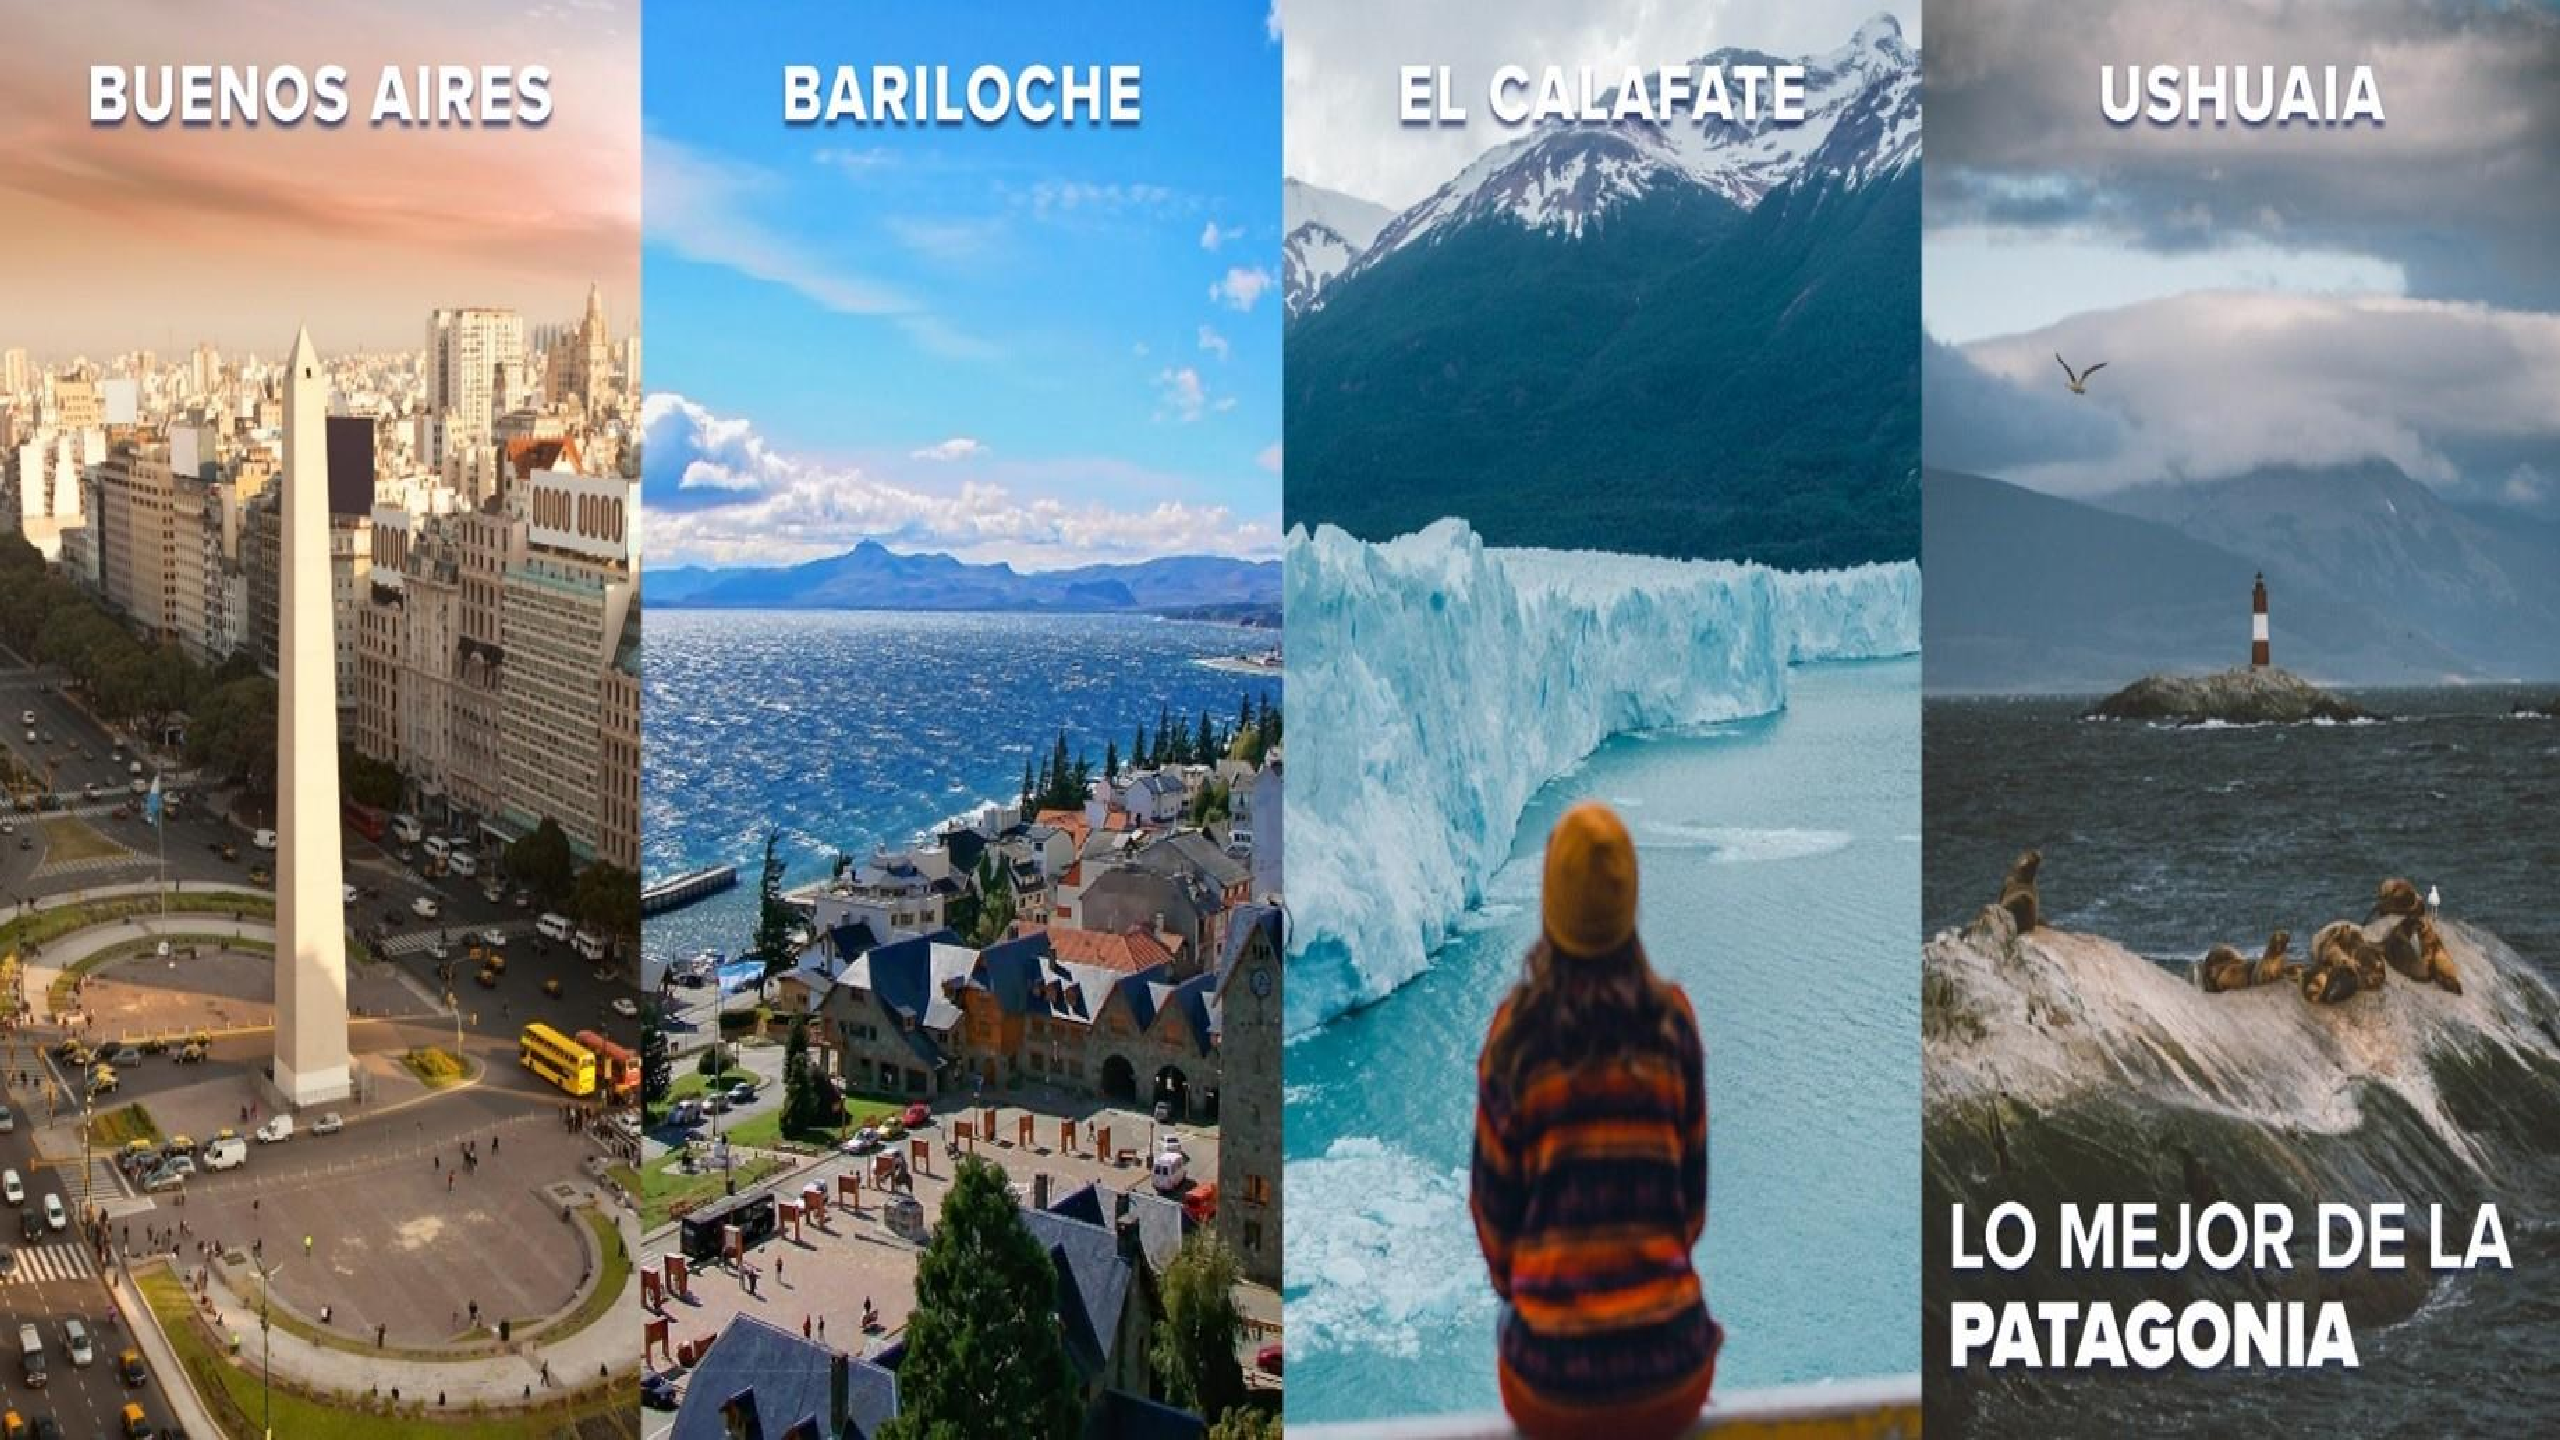 BUENOS AIRES
BARILOCHE
EL CALAFATE
USHUAIA
LO MEJOR DE LA
PATAGONIA